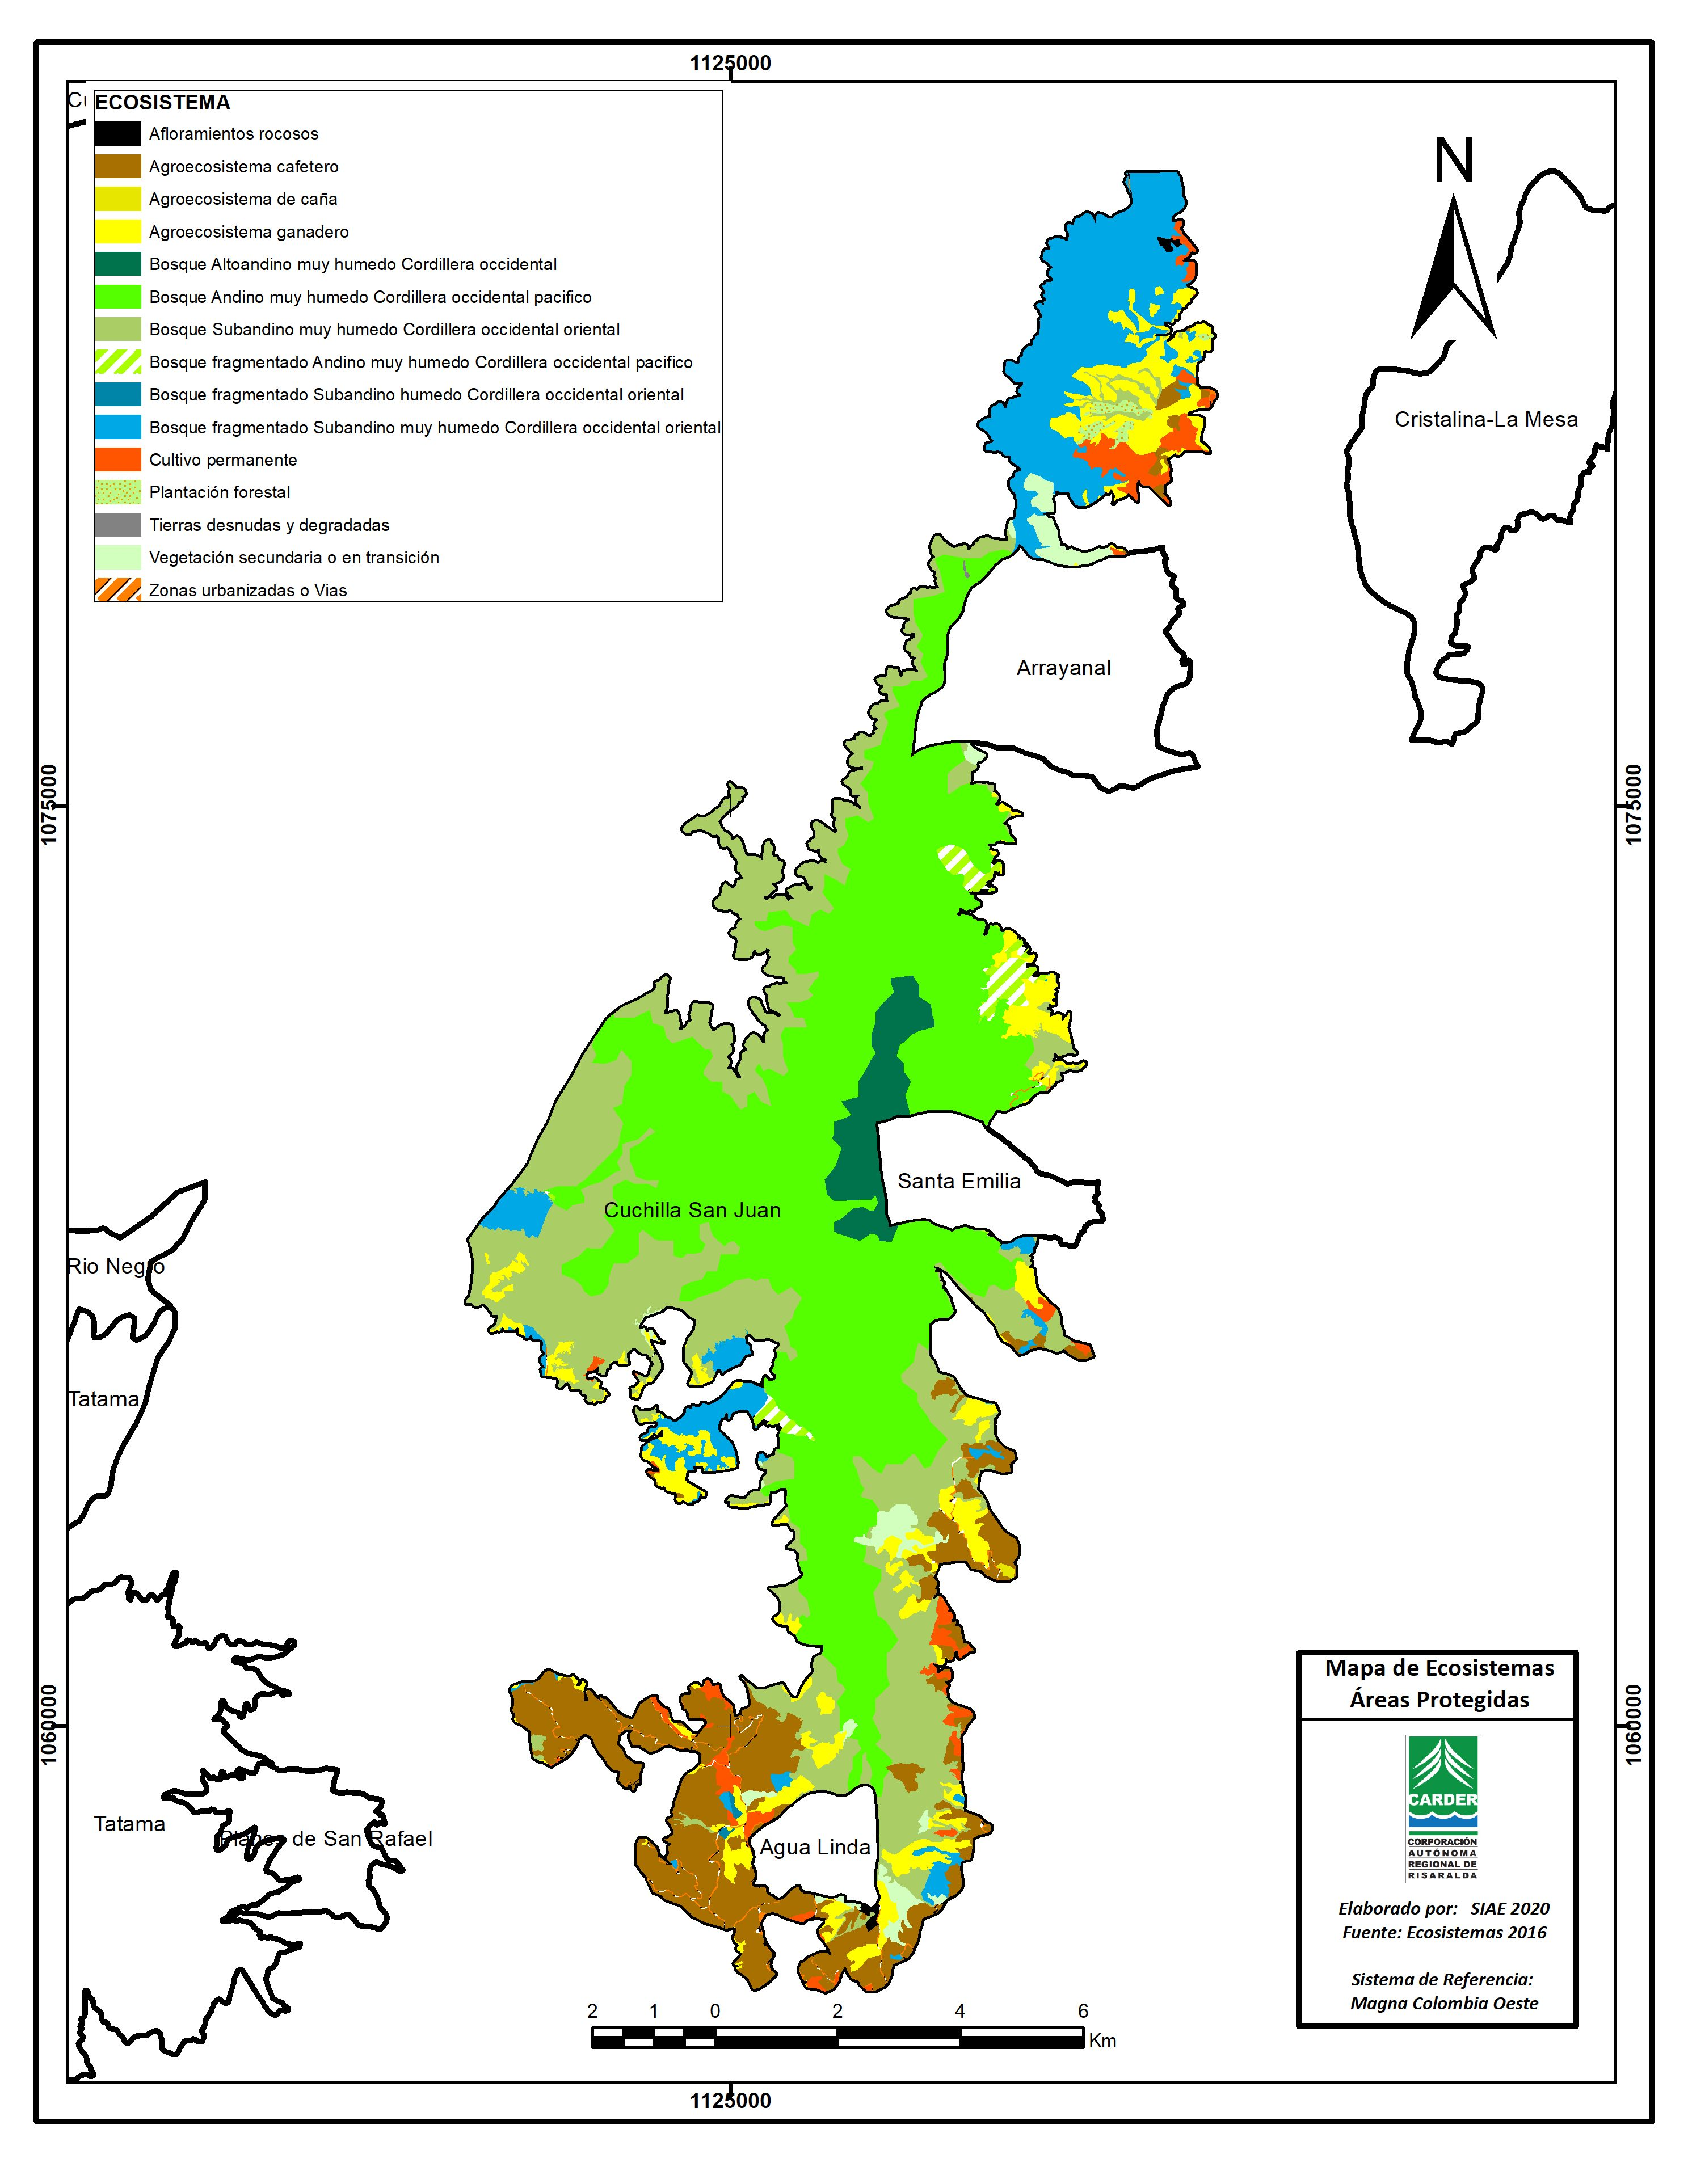 1125000
Cu
ECOSISTEMA
Afloramientos rocosos
Agroecosistema cafetero
Agroecosistema de caña
Agroecosistema ganadero
Bosque Altoandino muy humedo Cordillera occidental
Bosque Andino muy humedo Cordillera occidental pacifico
Bosque Subandino muy humedo Cordillera occidental oriental
Bosque fragmentado Andino muy humedo Cordillera occidental pacifico
Bosque fragmentado Subandino humedo Cordillera occidental oriental
Bosque fragmentado Subandino muy humedo Cordillera occidental oriental
Cultivo permanente
Plantación forestal
Tierras desnudas y degradadas
Vegetación secundaria o en transición
Zonas urbanizadas o Vias
N
Cristalina-La Mesa
Arrayanal
1075000
1075000
Santa Emilia
Cuchilla San Juan
Rio Negro
Tatama
1060000
1060000
Tatama
Planes de San Rafael
Agua Linda
Mapa de Ecosistemas
Áreas Protegidas
CARDER
CORPORACIÓN
AUTÓNOMA
REGIONAL DE
RISARALDA
Elaborado por: SIAE 2020
Fuente: Ecosistemas 2016
Sistema de Referencia:
Magna Colombia Oeste
2 1 0 2 4 6
Km
1125000